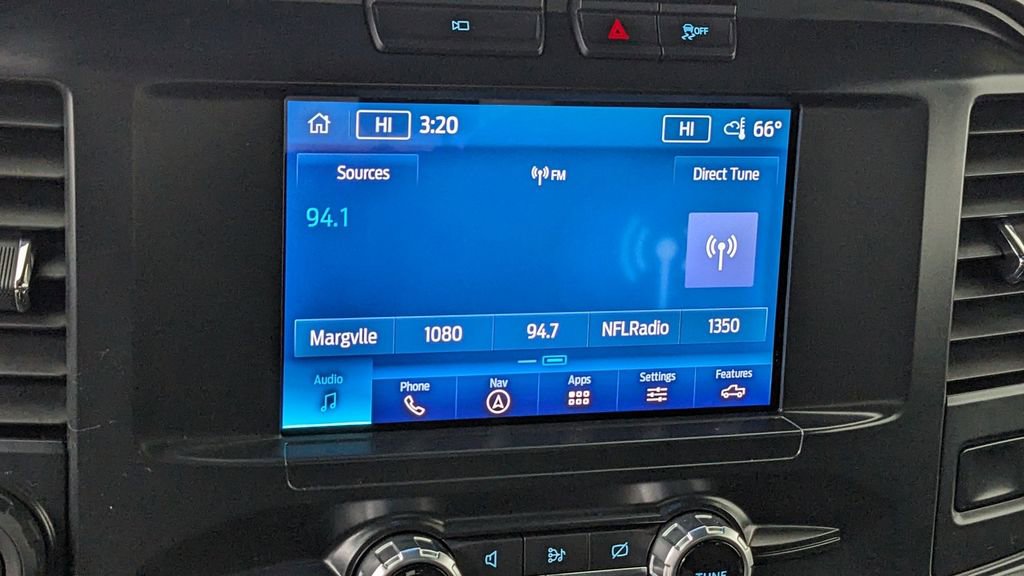 OFF
HI 3:20 HI 66°
Sources FM Direct Tune
94.1
Margvlle 1080 94.7 NFLRadio 1350
Audio Phone Nav Apps Settings Features
TUNE